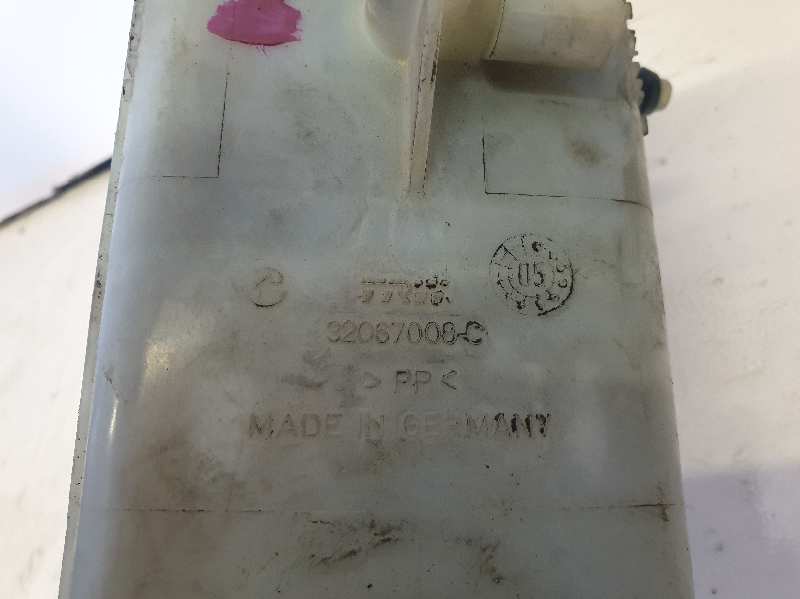 05
32067008-C
> PP <
MADE IN GERMANY